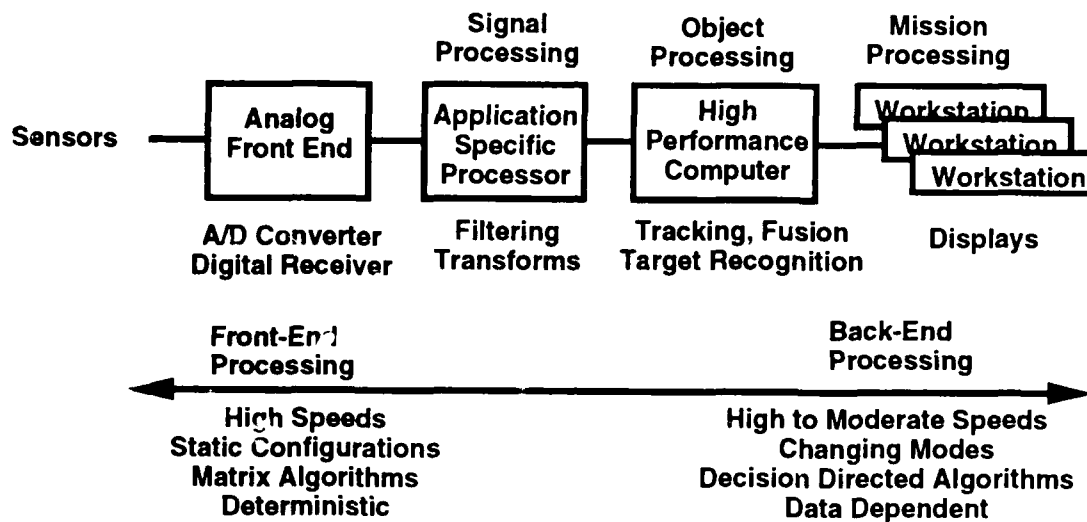 Signal
Processing
Object
Processing
Mission
Processing
Sensors
Analog
Front End
Application
Specific
Processor
High
Performance
Computer
Workstation
Workstation
Workstation
A/D Converter
Digital Receiver
Filtering
Transforms
Tracking, Fusion
Target Recognition
Displays
Front-End
Processing
Back-End
Processing
High Speeds
Static Configurations
Matrix Algorithms
Deterministic
High to Moderate Speeds
Changing Modes
Decision Directed Algorithms
Data Dependent